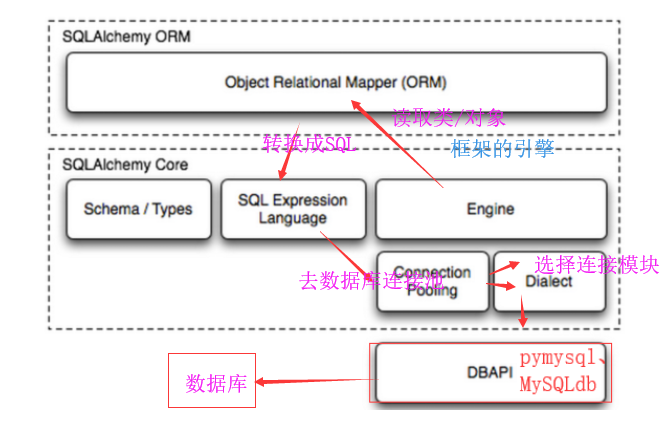 SQLAlchemy ORM
Object Relational Mapper (ORM)
读取类/对象
转换成SQL
框架的引擎
SQLAlchemy Core
Schema / Types
SQL Expression
Language
Engine
选择连接模块
Connection
Pooling
去数据库连接池
Dialect
DBAPI
pymysql、
MySQLdb
数据库